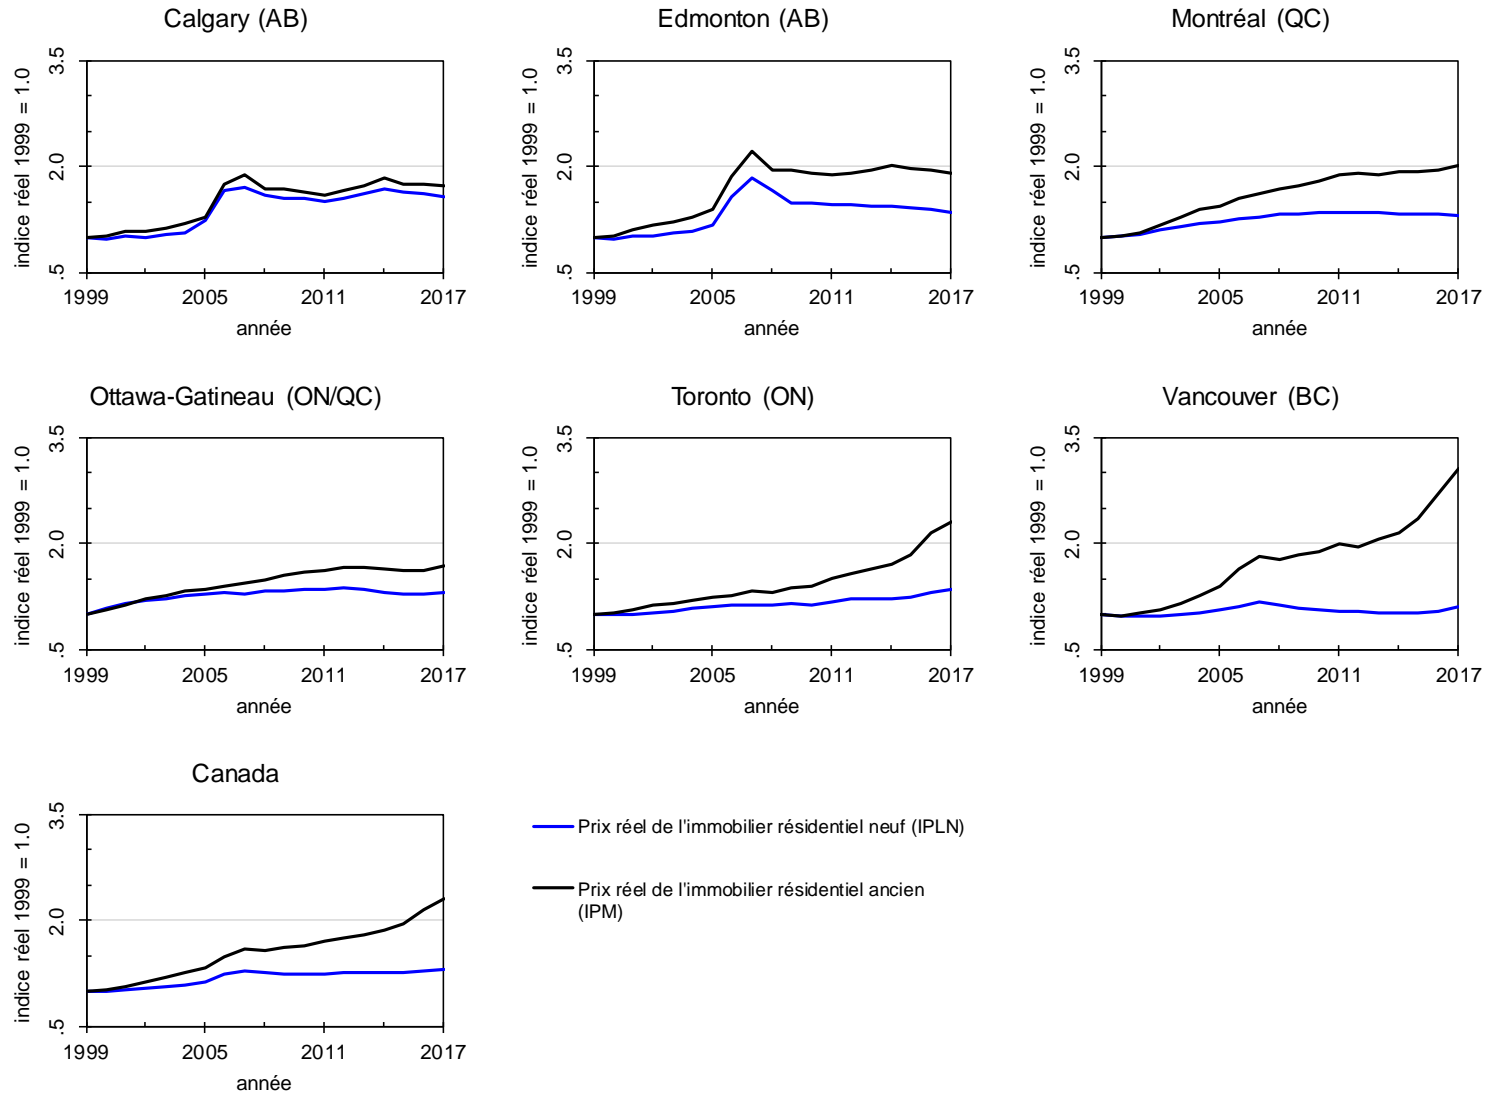 Calgary (AB)
indice réel 1999 = 1.0
3.5
2.0
.5
1999 2005 2011 2017
année
Edmonton (AB)
indice réel 1999 = 1.0
3.5
2.0
.5
1999 2005 2011 2017
année
Montréal (QC)
indice réel 1999 = 1.0
3.5
2.0
.5
1999 2005 2011 2017
année
Ottawa-Gatineau (ON/QC)
indice réel 1999 = 1.0
3.5
2.0
.5
1999 2005 2011 2017
année
Toronto (ON)
indice réel 1999 = 1.0
3.5
2.0
.5
1999 2005 2011 2017
année
Vancouver (BC)
indice réel 1999 = 1.0
3.5
2.0
.5
1999 2005 2011 2017
année
Canada
indice réel 1999 = 1.0
3.5
2.0
.5
1999 2005 2011 2017
année
Prix réel de l'immobilier résidentiel neuf (IPLN)
Prix réel de l'immobilier résidentiel ancien
(IPM)